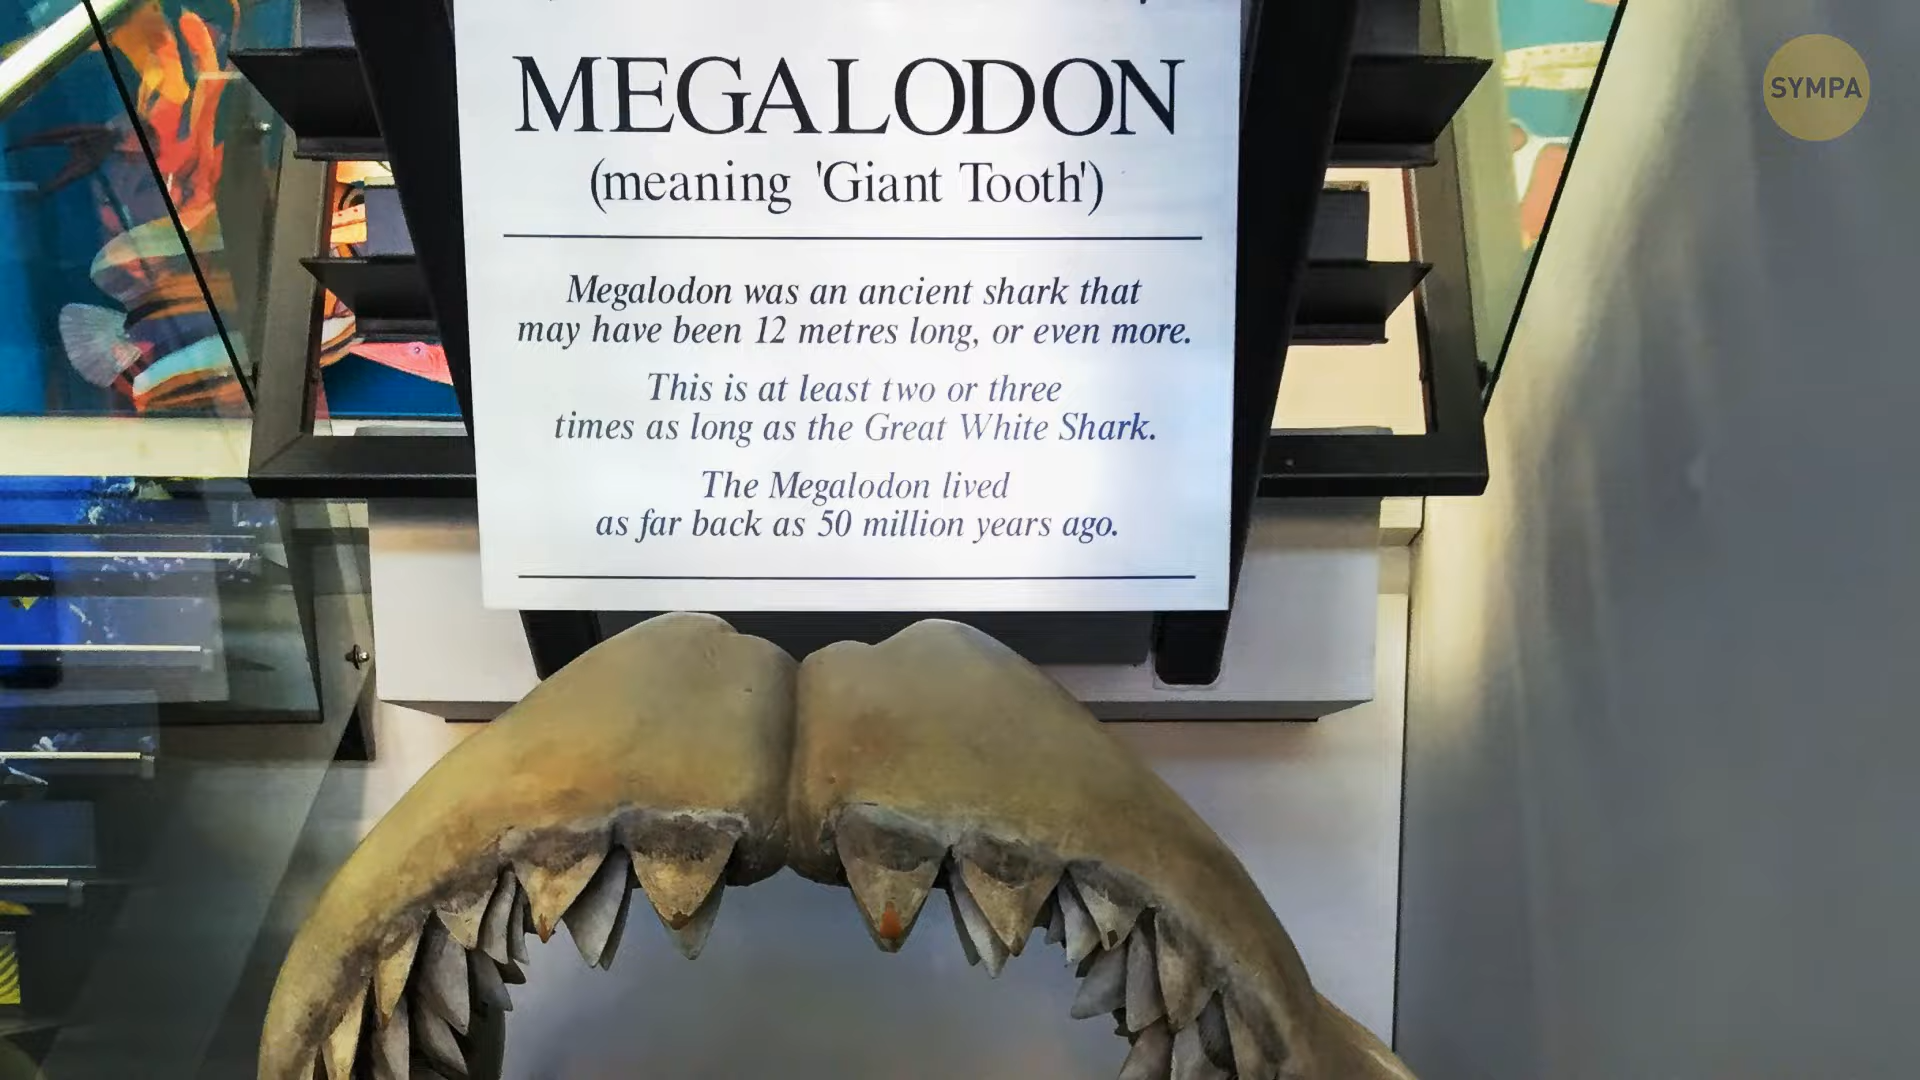 SYMPA
MEGALODON
(meaning 'Giant Tooth')
Megalodon was an ancient shark that
may have been 12 metres long, or even more.
This is at least two or three
times as long as the Great White Shark.
The Megalodon lived
as far back as 50 million years ago.